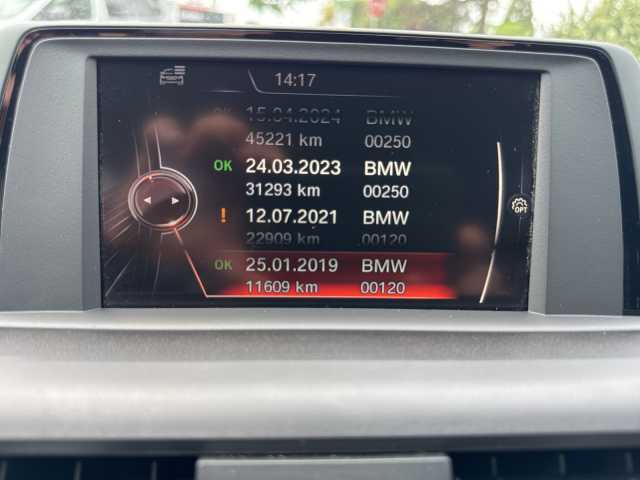 14:17
OK 15.04.2024 BMW
45221 km 00250
OK 24.03.2023 BMW
31293 km 00250
! 12.07.2021 BMW
22909 km 00120
OK 25.01.2019 BMW
11609 km 00120
OPT